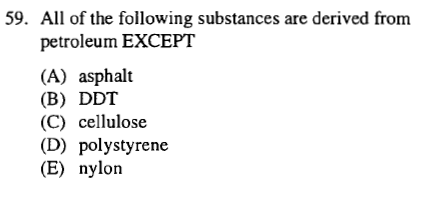 59. All of the following substances are derived from
petroleum EXCEPT
(A) asphalt
(B) DDT
(C) cellulose
(D) polystyrene
(E) nylon